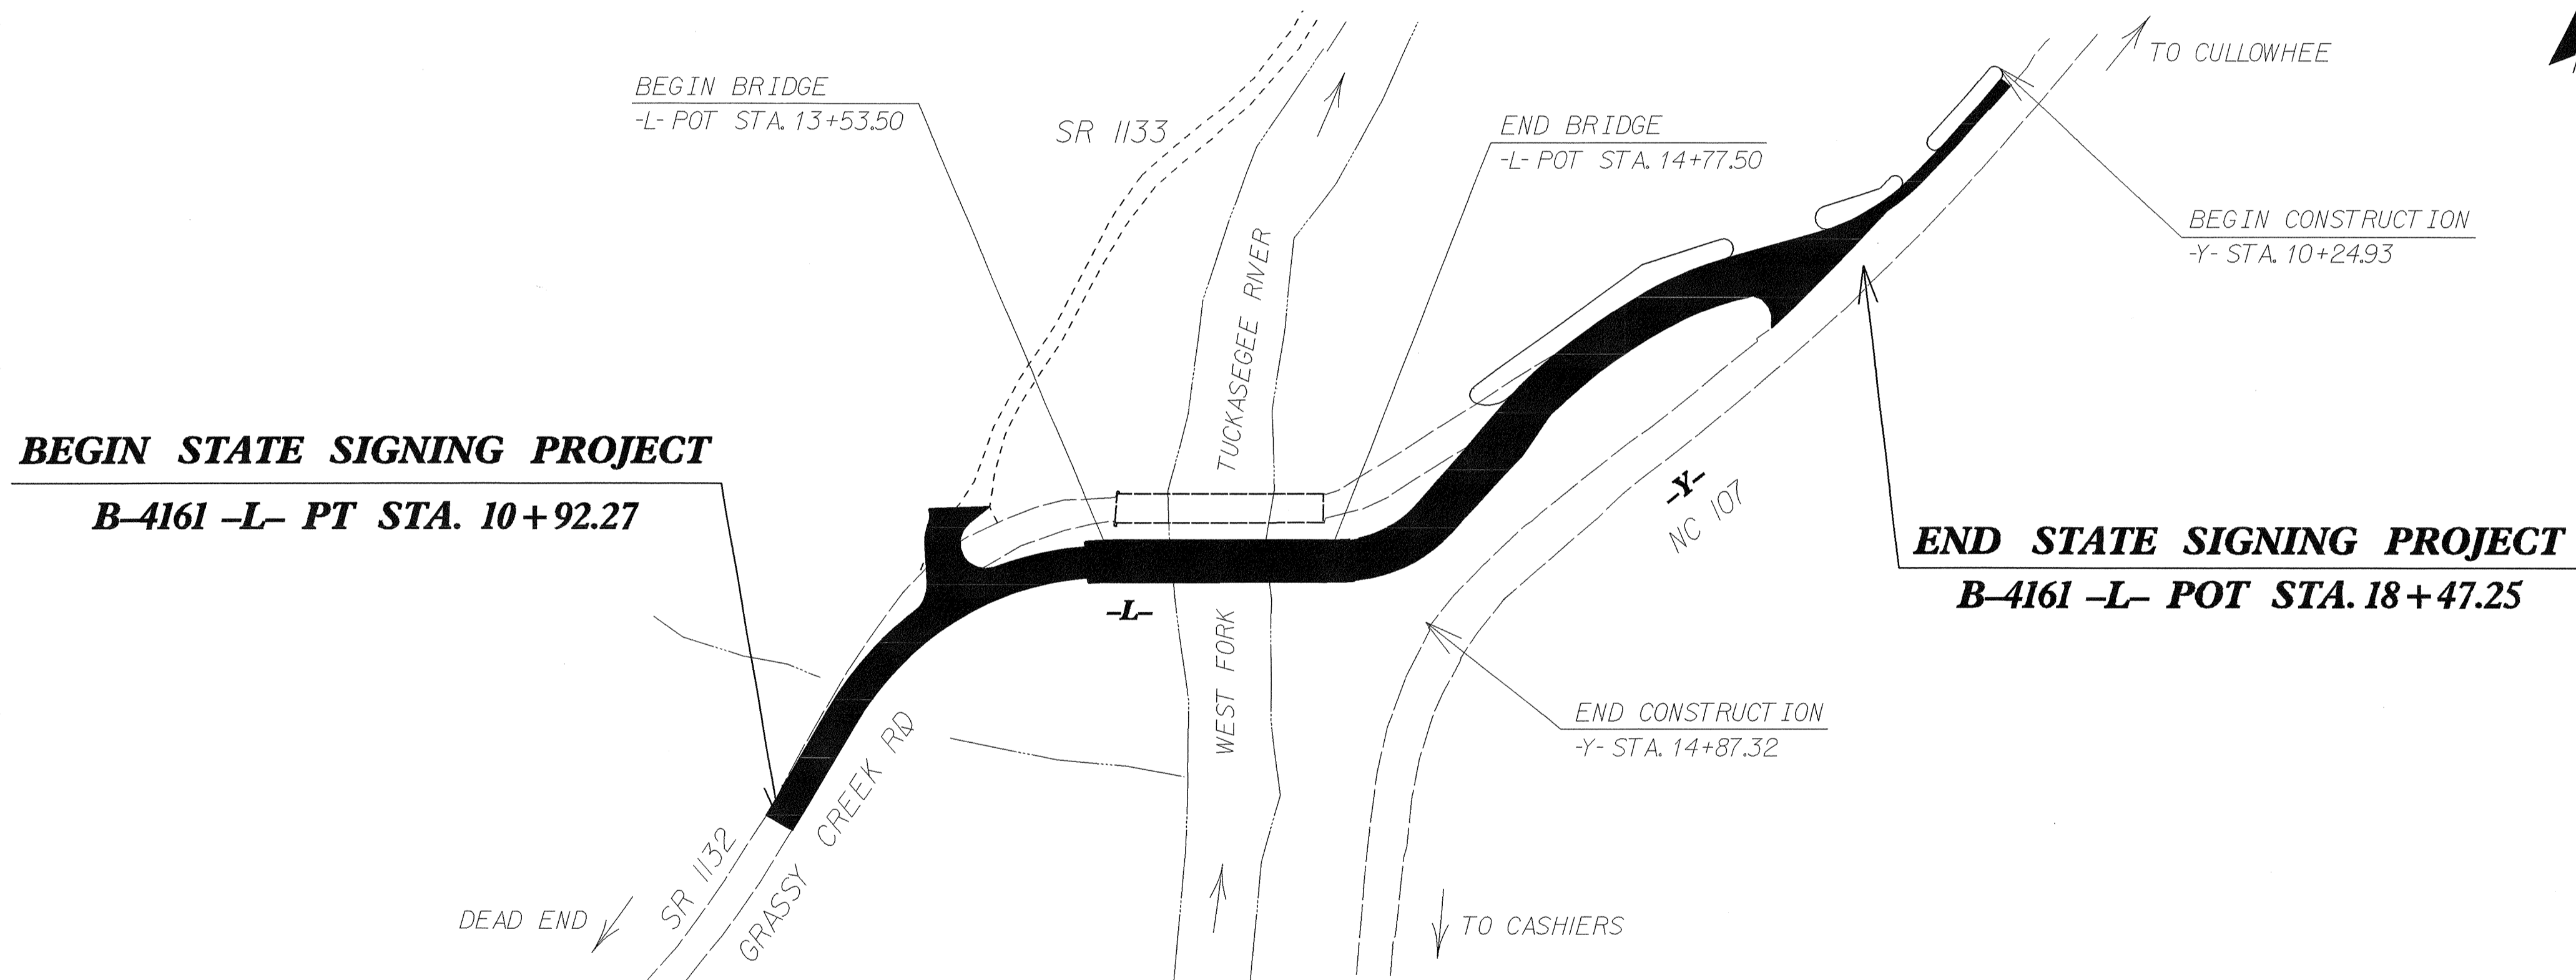 TO CULLOWHEE
BEGIN BRIDGE
-L- POT STA. 13+53.50
SR 1133
END BRIDGE
-L- POT STA. 14+77.50
BEGIN CONSTRUCTION
-Y- STA. 10+24.93
TUCKASEGEE RIVER
BEGIN STATE SIGNING PROJECT
B-4161 -L- PT STA. 10+92.27
-Y-
NC 107
END STATE SIGNING PROJECT
B-4161 -L- POT STA. 18+47.25
-L-
WEST FORK
END CONSTRUCTION
-Y- STA. 14+87.32
SR 1132
GRASSY CREEK RD
DEAD END
TO CASHIERS